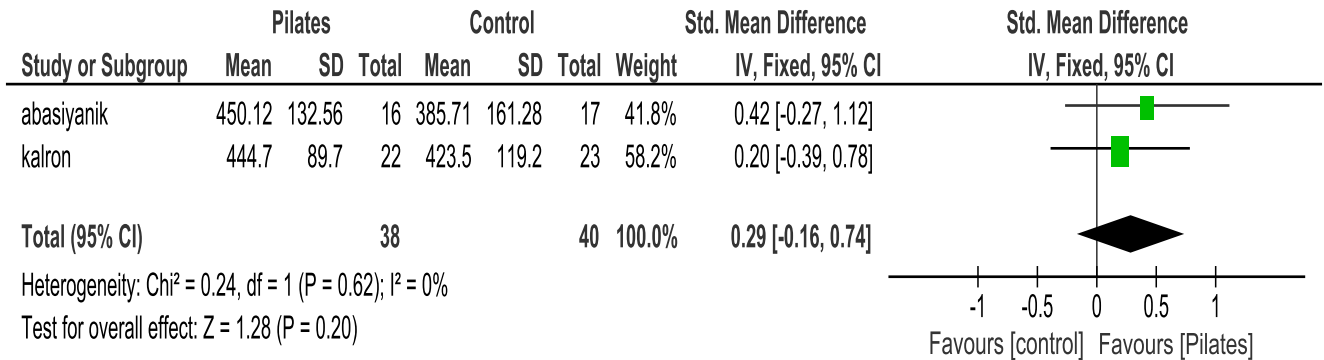 Pilates Control Std. Mean Difference Std. Mean Difference
Study or Subgroup Mean SD Total Mean SD Total Weight IV, Fixed, 95% CI IV, Fixed, 95% CI
abasiyanik 450.12 132.56 16 385.71 161.28 17 41.8% 0.42 [-0.27, 1.12]
kalron 444.7 89.7 22 423.5 119.2 23 58.2% 0.20 [-0.39, 0.78]
Total (95% CI) 38 40 100.0% 0.29 [-0.16, 0.74]
Heterogeneity: Chi² = 0.24, df = 1 (P = 0.62); I² = 0%
Test for overall effect: Z = 1.28 (P = 0.20)
-1 -0.5 0 0.5 1
Favours [control] Favours [Pilates]